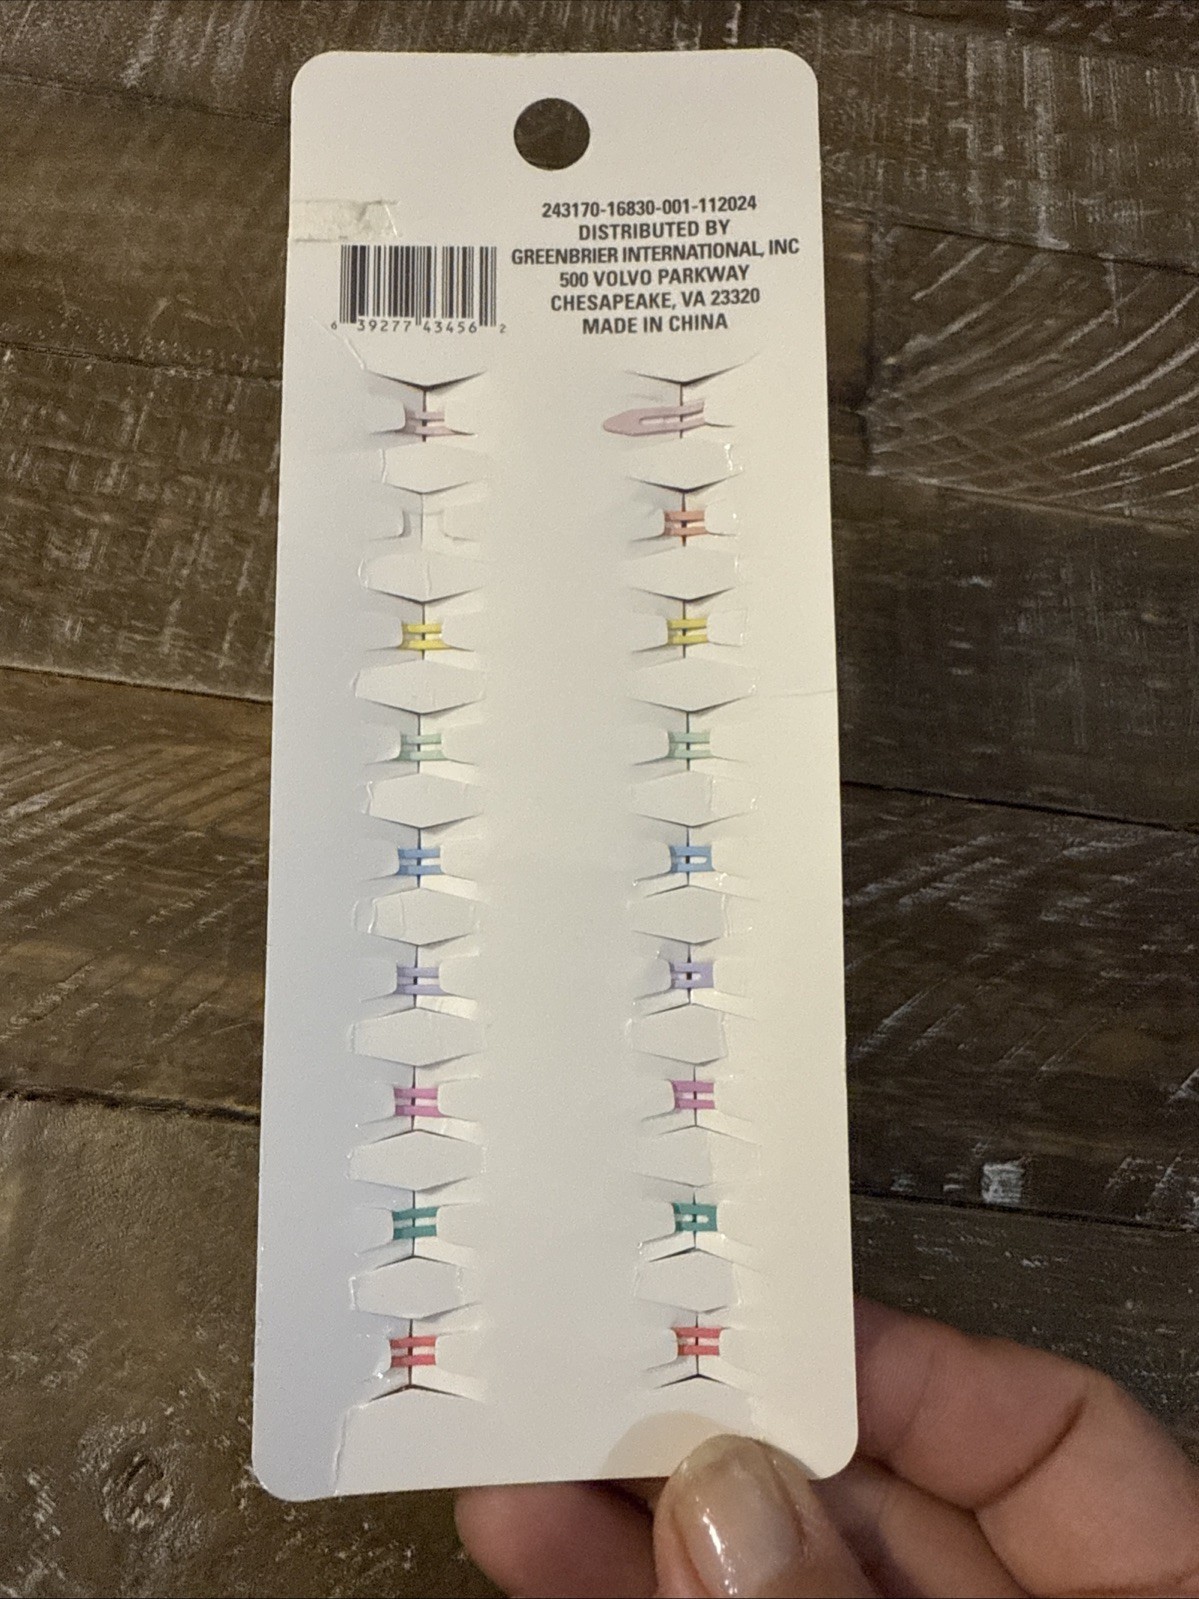 243170-16830-001-112024
DISTRIBUTED BY
GREENBRIER INTERNATIONAL, INC
500 VOLVO PARKWAY
CHESAPEAKE, VA 23320
MADE IN CHINA
6 39277 43456 2